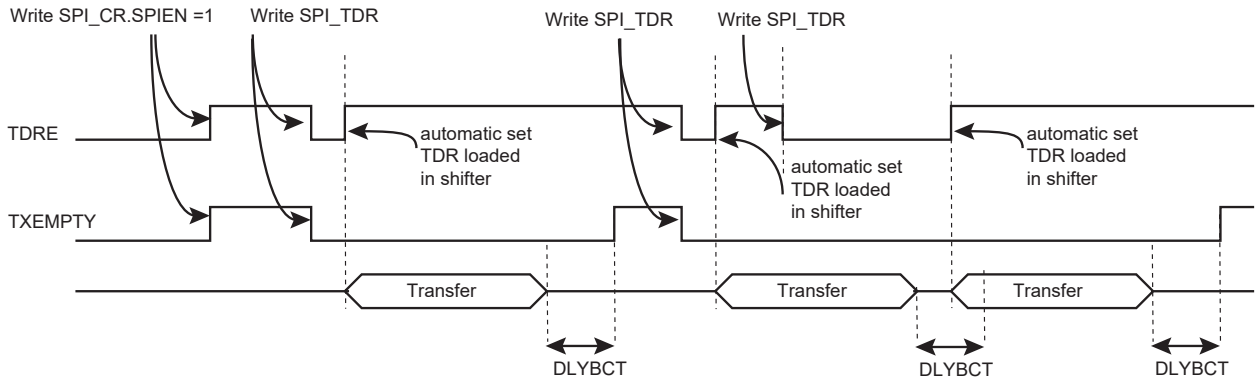 Write SPI_CR.SPIEN =1
Write SPI_TDR
Write SPI_TDR
Write SPI_TDR
TDRE
automatic set
TDR loaded
in shifter
automatic set
TDR loaded
in shifter
automatic set
TDR loaded
in shifter
TXEMPTY
Transfer
Transfer
Transfer
DLYBCT
DLYBCT
DLYBCT